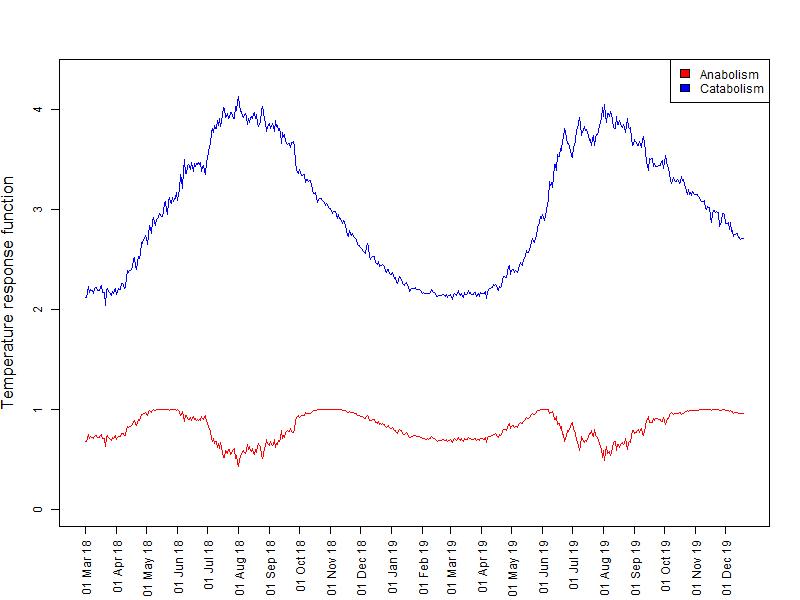 Anabolism
Catabolism
Temperature response function
4
3
2
1
0
01 Mar 18
01 Apr 18
01 May 18
01 Jun 18
01 Jul 18
01 Aug 18
01 Sep 18
01 Oct 18
01 Nov 18
01 Dec 18
01 Jan 19
01 Feb 19
01 Mar 19
01 Apr 19
01 May 19
01 Jun 19
01 Jul 19
01 Aug 19
01 Sep 19
01 Oct 19
01 Nov 19
01 Dec 19